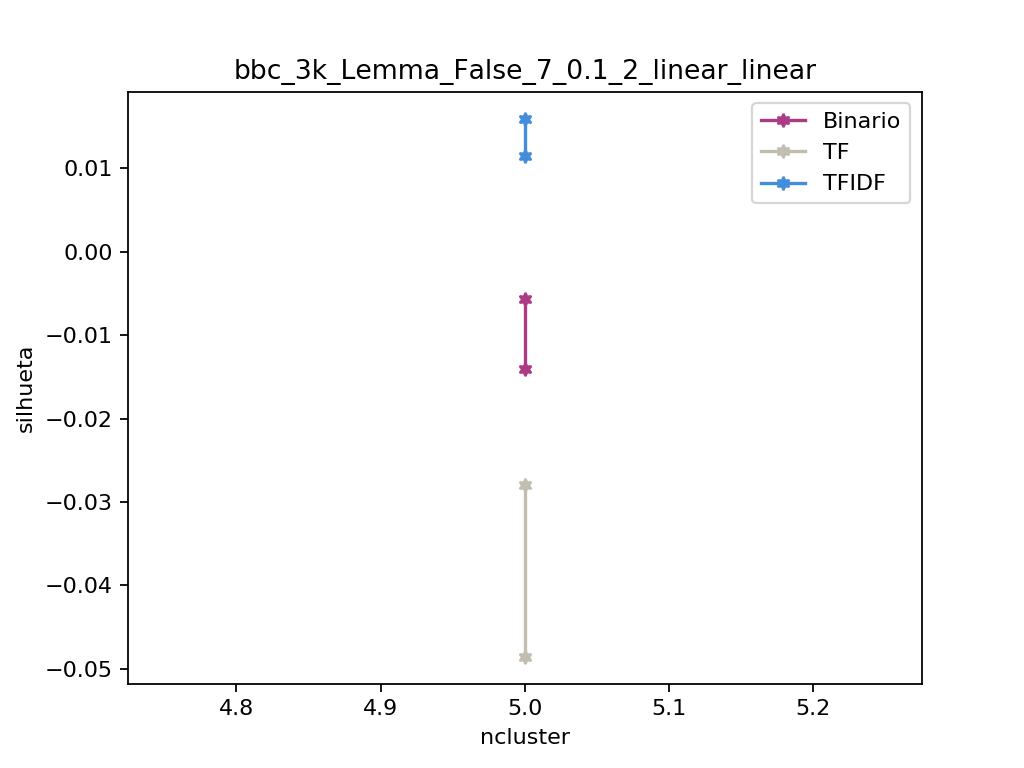 bbc_3k_Lemma_False_7_0.1_2_linear_linear
Binario
TF
TFIDF
0.01
0.00
−0.01
−0.02
−0.03
−0.04
−0.05
silhueta
4.8 4.9 5.0 5.1 5.2
ncluster